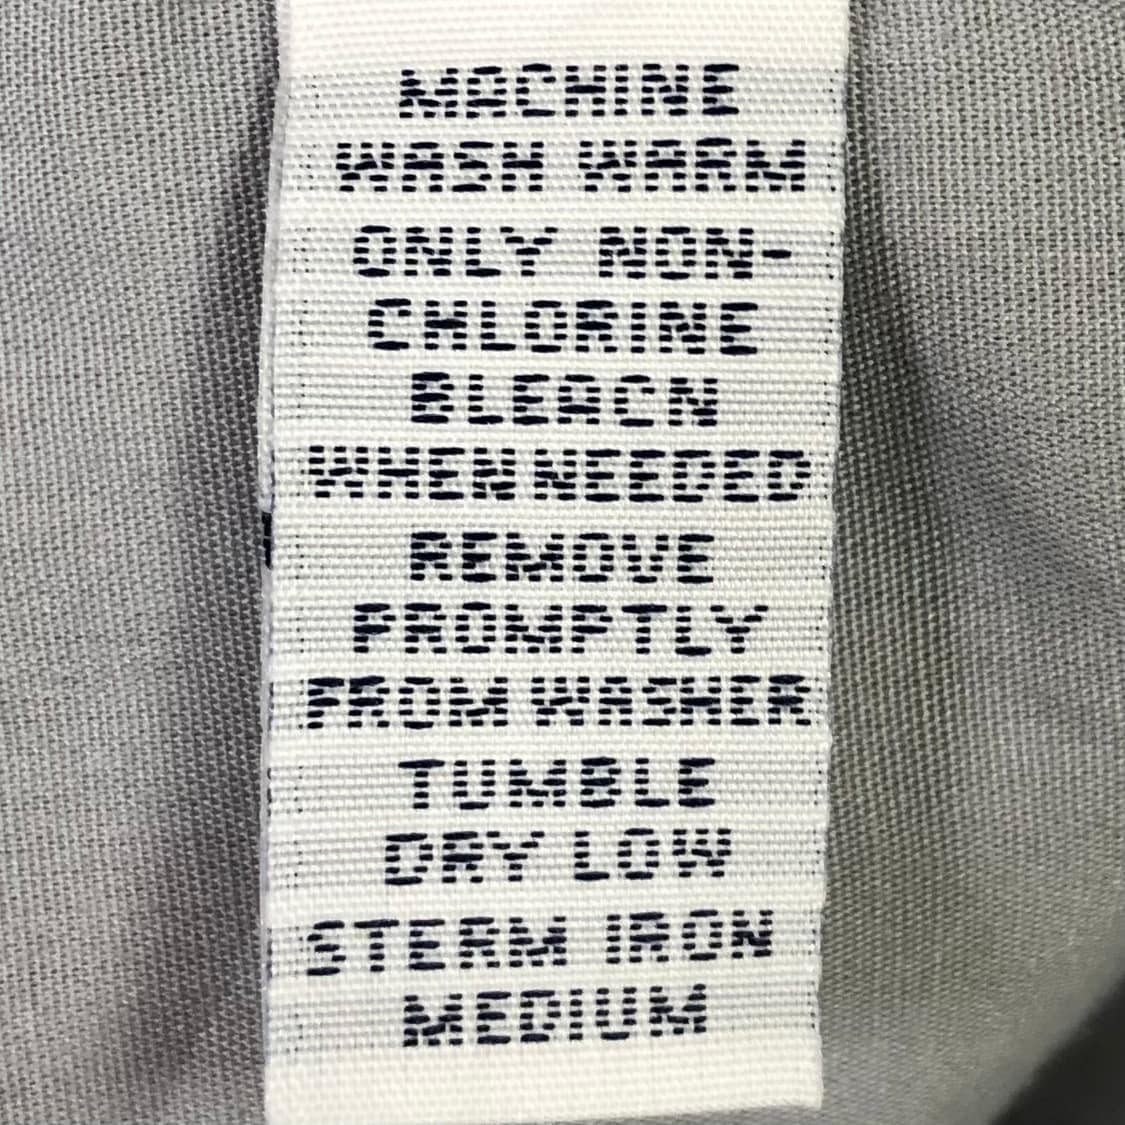 MACHINE
WASH WARM
ONLY NON-
CHLORINE
BLEACN
WHEN NEEDED
REMOVE
PROMPTLY
FROM WASHER
TUMBLE
DRY LOW
STERM IRON
MEDIUM